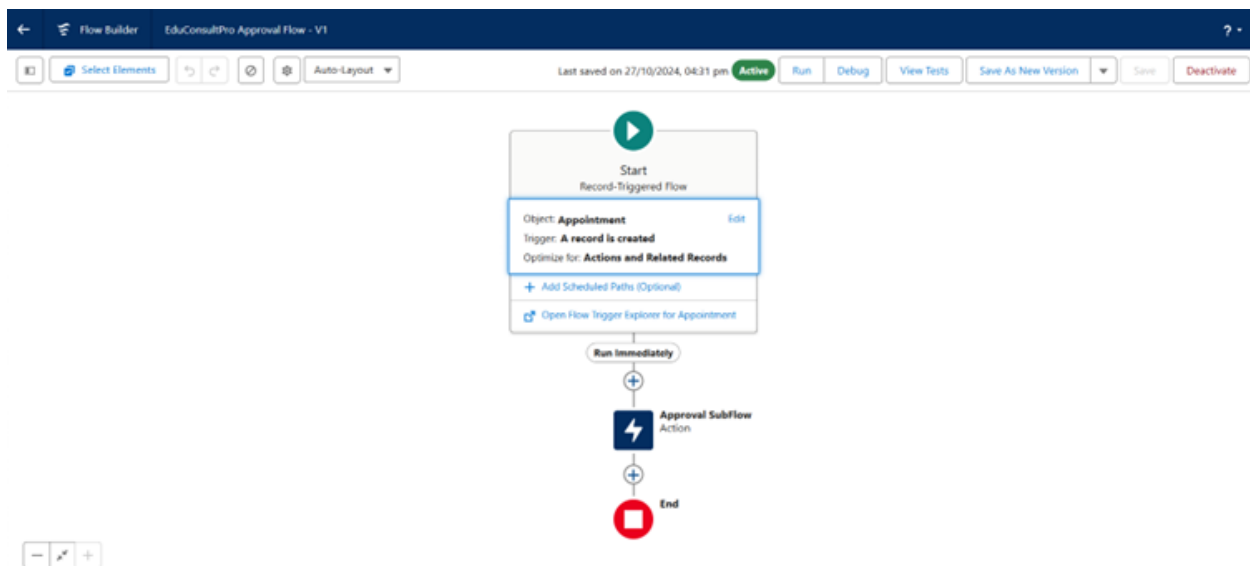 Flow Builder EduConsultPro Approval Flow - V1 ?
Select Elements Auto-Layout Last saved on 27/10/2024, 04:31 pm Active Run Debug View Tests Save As New Version Save Deactivate
Start
Record-Triggered Flow
Object: Appointment Edit
Trigger: A record is created
Optimize for: Actions and Related Records
+ Add Scheduled Paths (Optional)
Open Flow Trigger Explorer for Appointment
Run Immediately
Approval SubFlow
Action
End